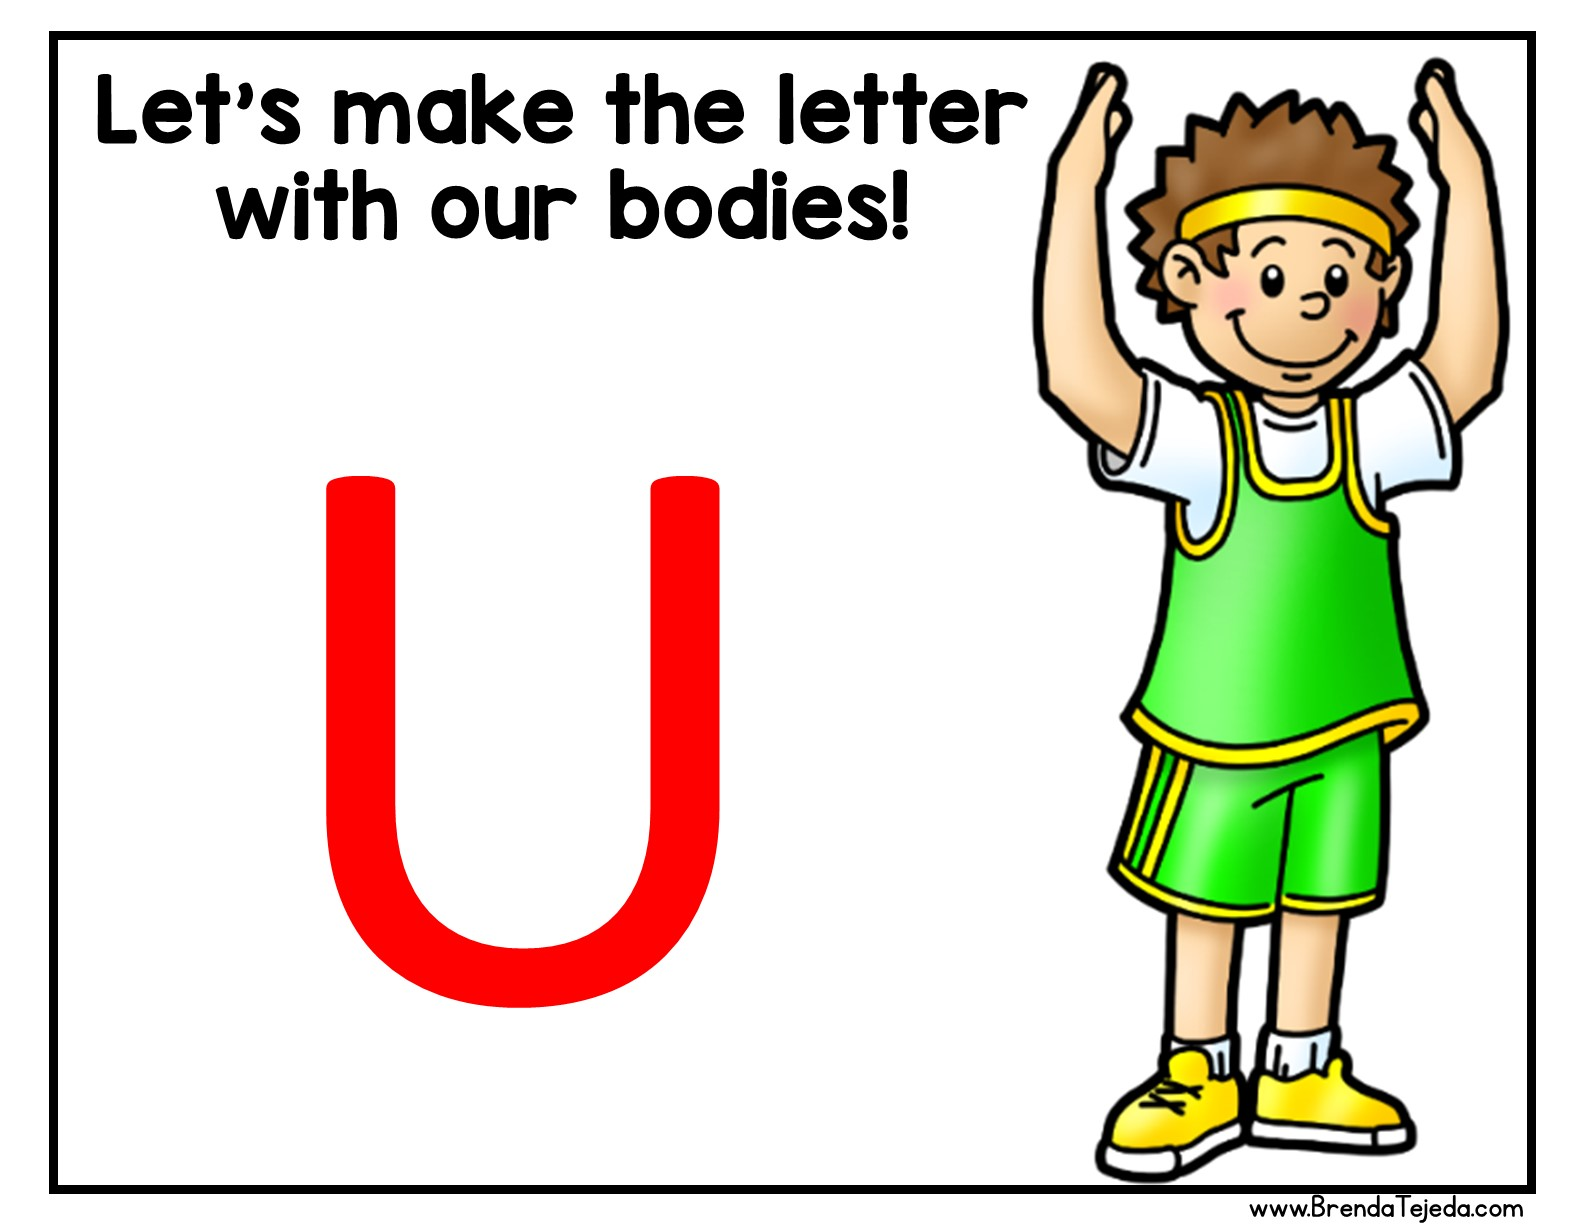 Let's make the letter
with our bodies!
U
www.BrendaTejeda.com